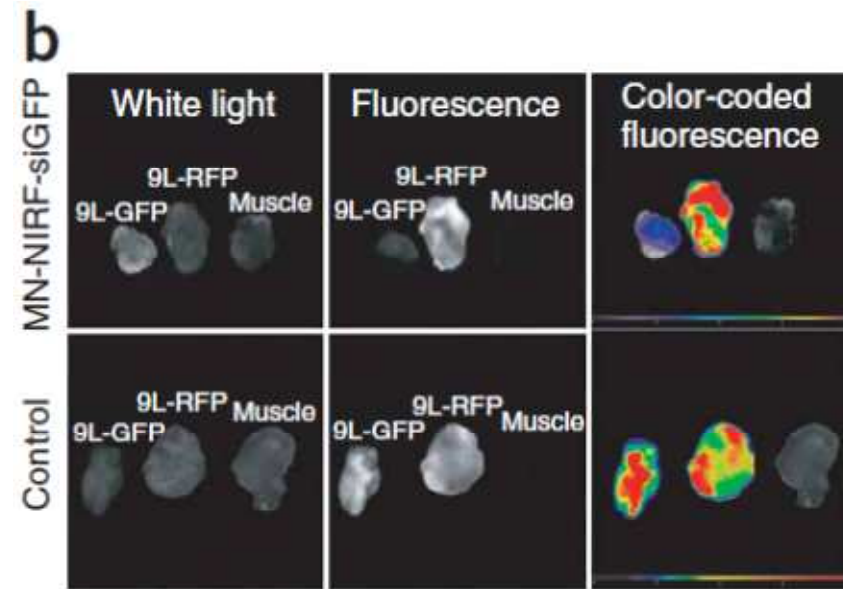 b
MN-NIRF-siGFP
White light
9L-GFP
9L-RFP
Muscle
Fluorescence
9L-GFP
9L-RFP
Muscle
Color-coded
fluorescence
Control
9L-GFP
9L-RFP
Muscle
9L-GFP
9L-RFP
Muscle